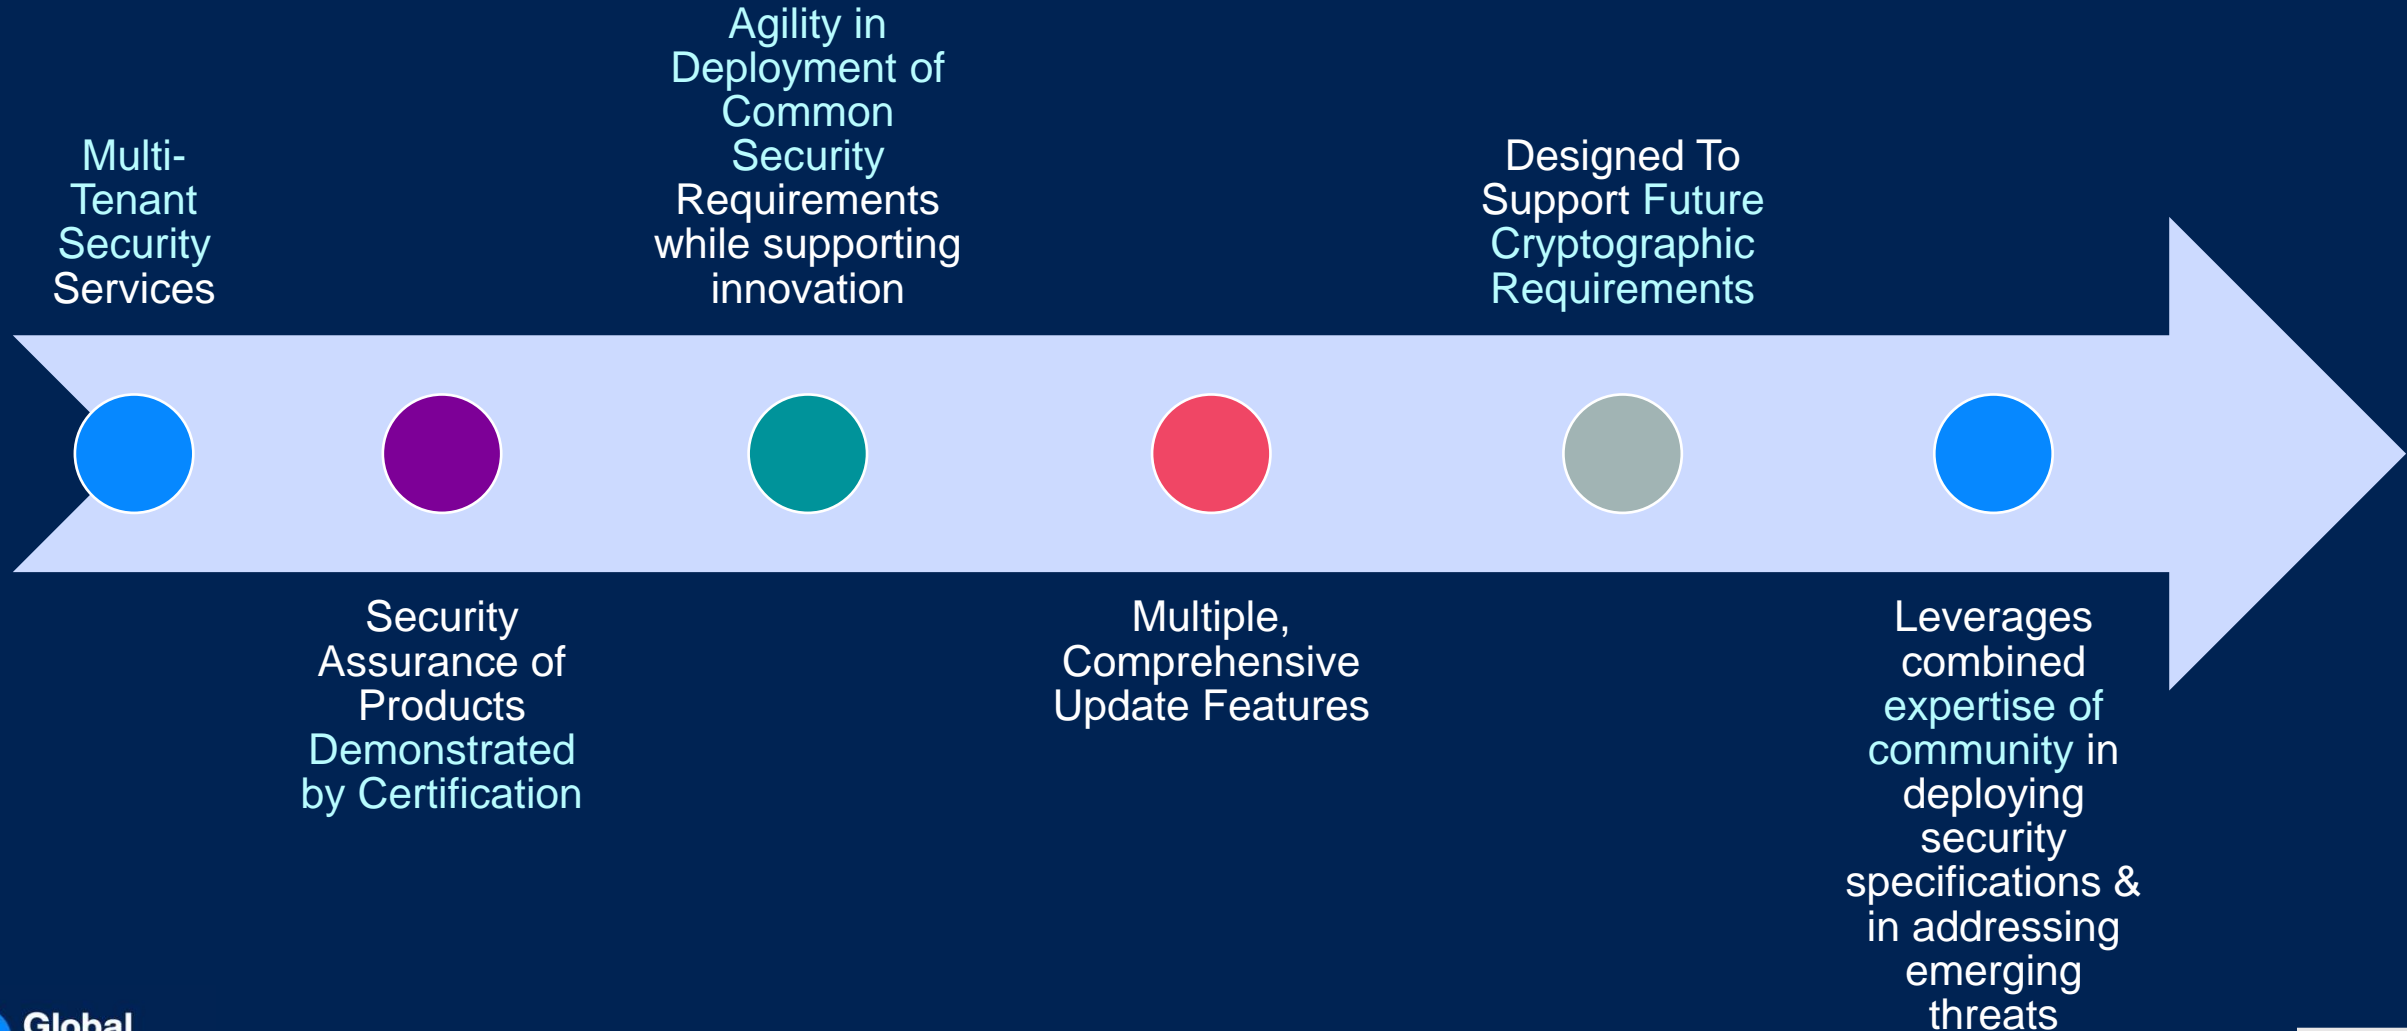 Multi-
Tenant
Security
Services
Security
Assurance of
Products
Demonstrated
by Certification
Agility in
Deployment of
Common
Security
Requirements
while supporting
innovation
Multiple,
Comprehensive
Update Features
Designed To
Support Future
Cryptographic
Requirements
Leverages
combined
expertise of
community in
deploying
security
specifications &
in addressing
emerging
threats
Global